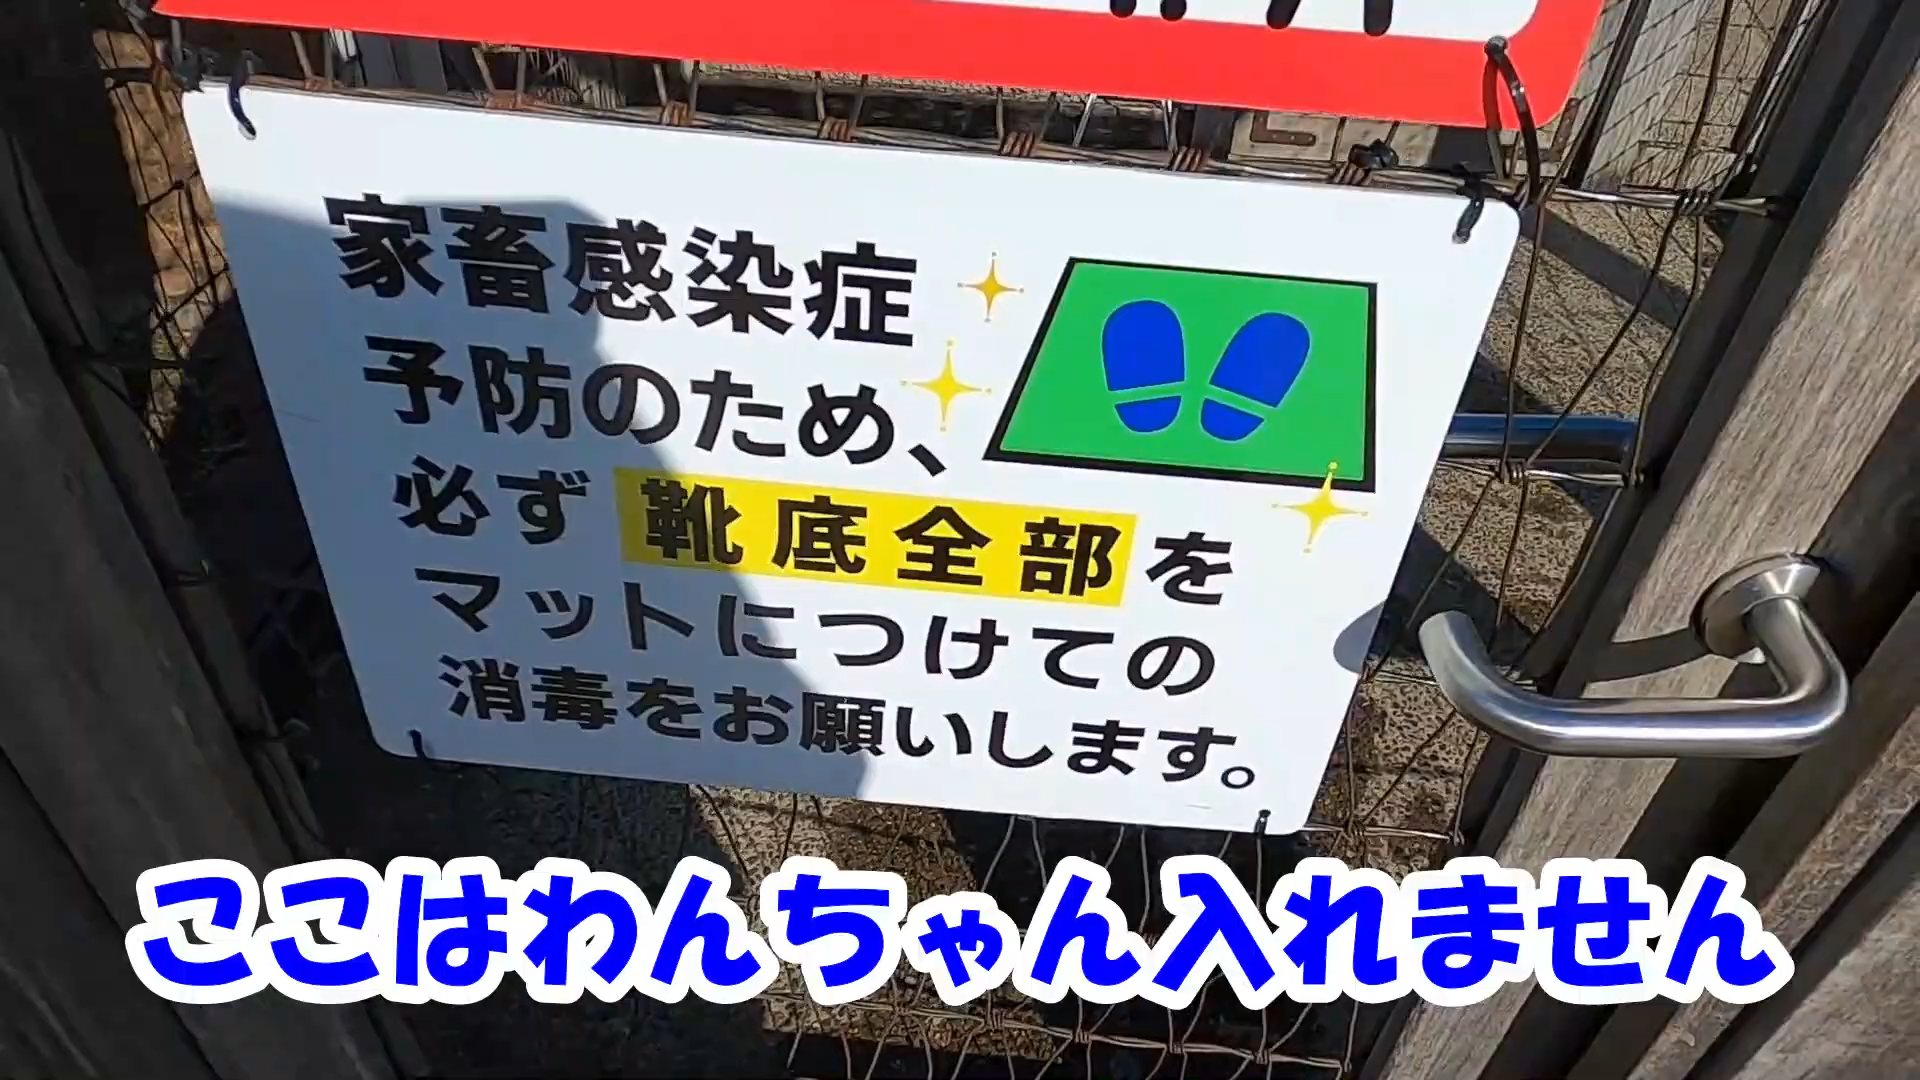 家畜感染症
予防のため、
必ず靴底全部を
マットにつけての
消毒をお願いします。
ここはわんちゃん入れません